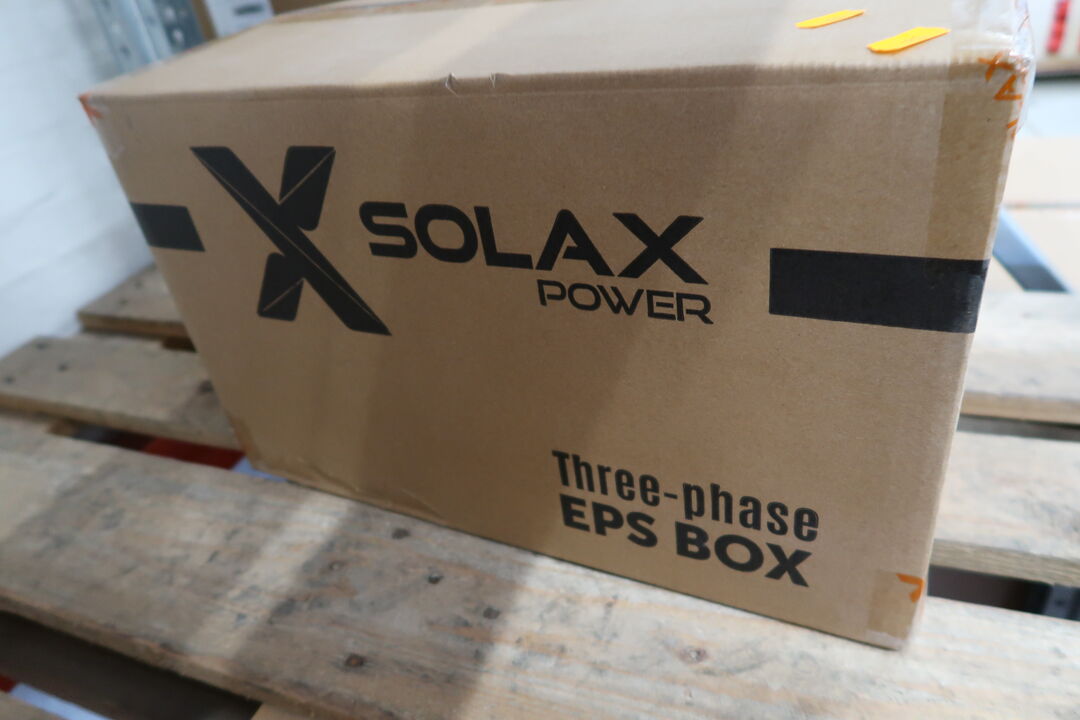 SOLAX
POWER
Three-phase
EPS BOX